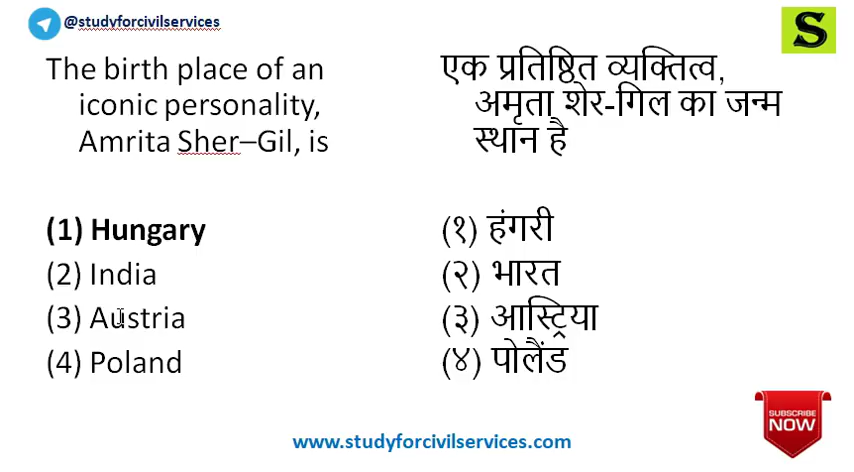 @studyforcivilservices
S
The birth place of an
iconic personality,
Amrita Sher–Gil, is
(1) Hungary
(2) India
(3) Austria
(4) Poland
एक प्रतिष्ठित व्यक्तित्व,
अमृता शेर-गिल का जन्म
स्थान है
(१) हंगरी
(२) भारत
(३) आस्ट्रिया
(४) पोलैंड
SUBSCRIBE
NOW
www.studyforcivilservices.com